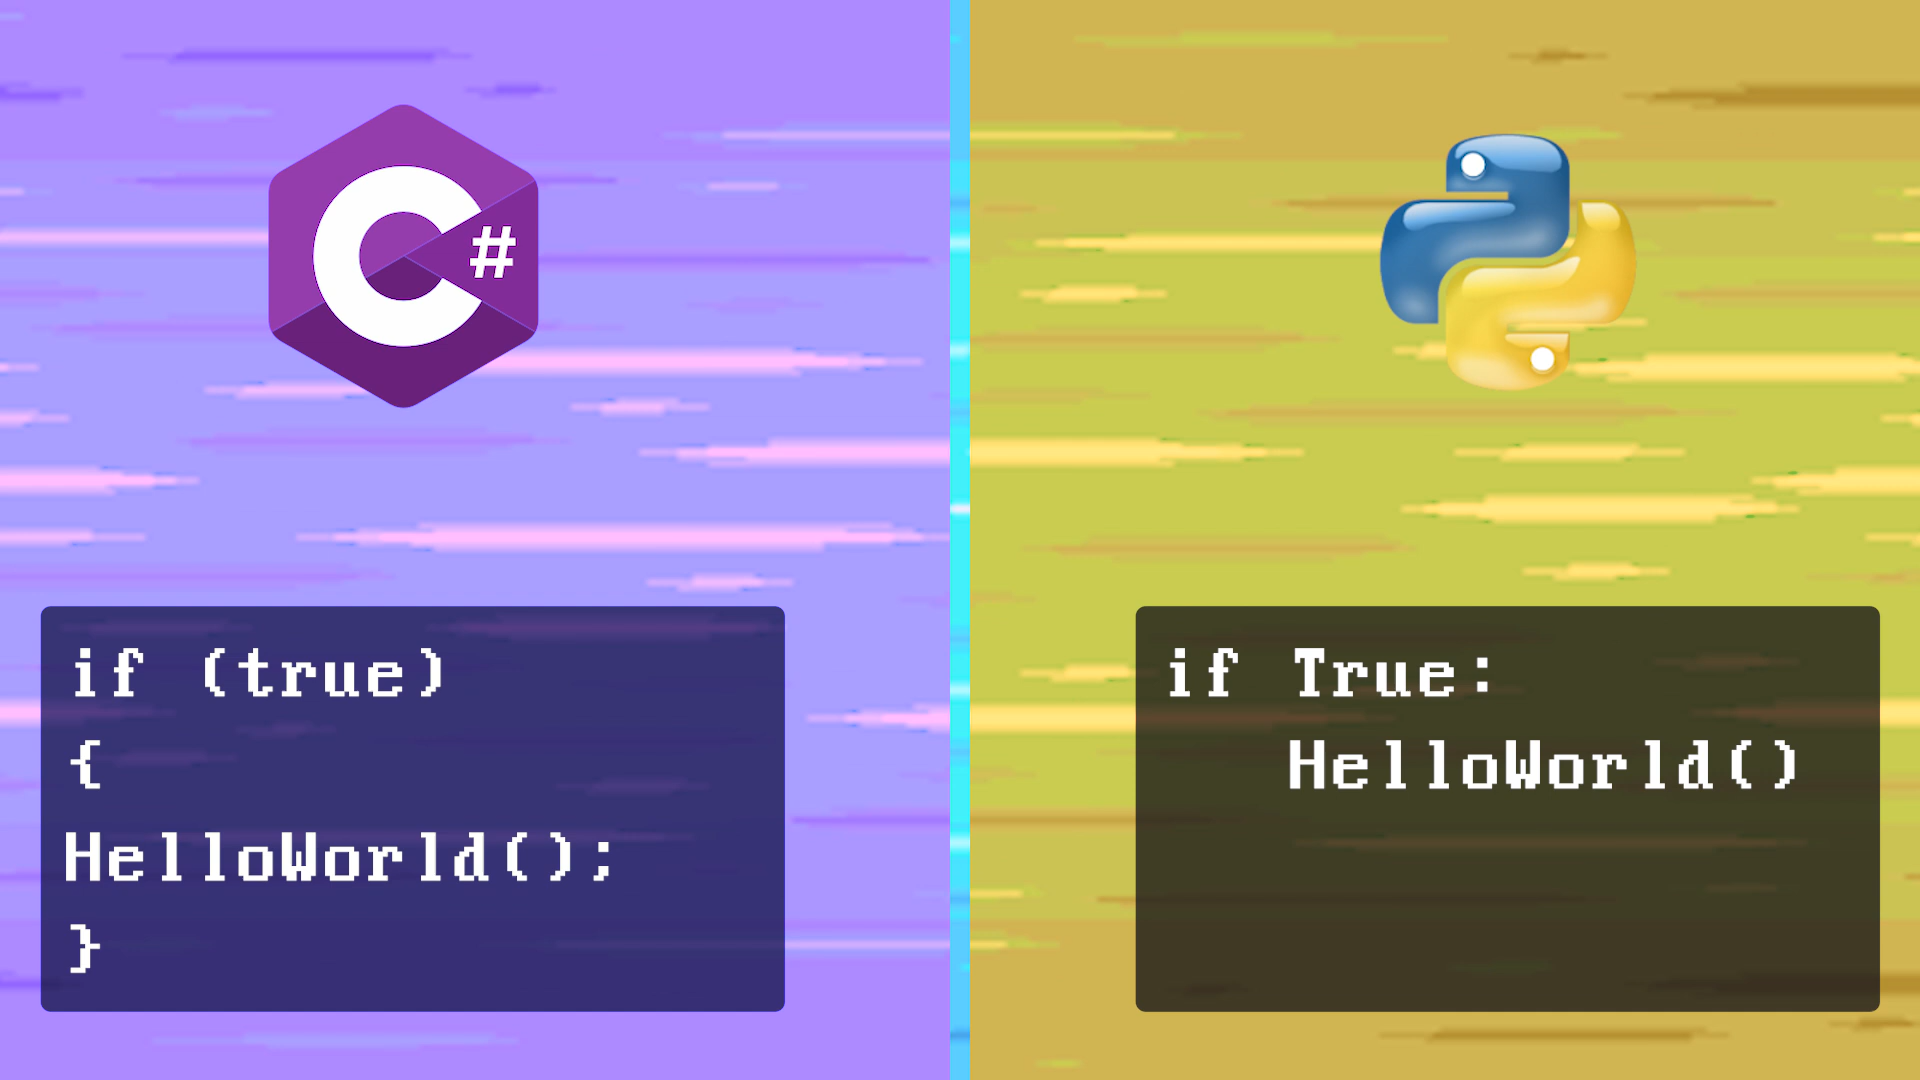 C#
if (true)
{
HelloWorld();
}
if True:
    HelloWorld()